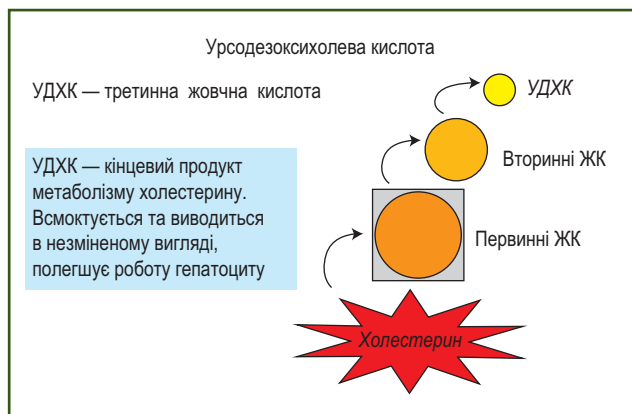 Урсодезоксихолева кислота
УДХК — третинна жовчна кислота
УДХК
Вторинні ЖК
УДХК — кінцевий продукт
метаболізму холестерину.
Всмоктується та виводиться
в незміненому вигляді,
полегшує роботу гепатоциту
Первинні ЖК
Холестерин